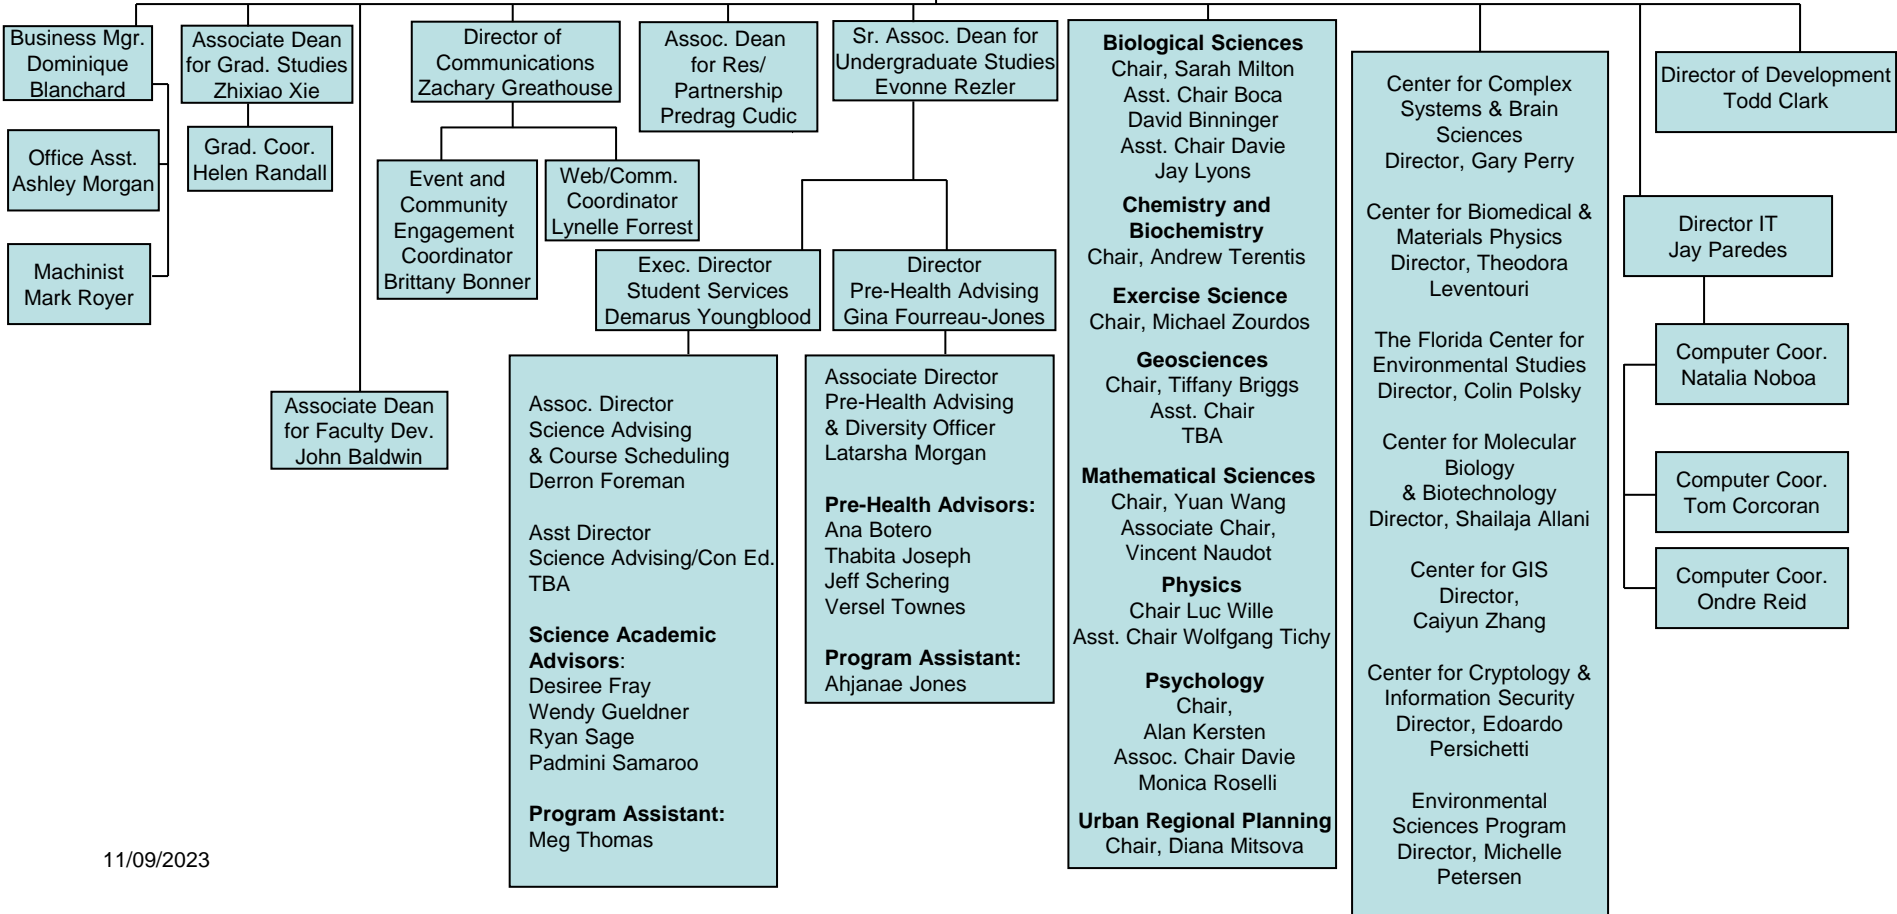 Business Mgr.
Dominique
Blanchard
Office Asst.
Ashley Morgan
Machinist
Mark Royer
Associate Dean
for Grad. Studies
Zhixiao Xie
Grad. Coor.
Helen Randall
Associate Dean
for Faculty Dev.
John Baldwin
Director of
Communications
Zachary Greathouse
Event and
Community
Engagement
Coordinator
Brittany Bonner
Web/Comm.
Coordinator
Lynelle Forrest
Assoc. Dean
for Res/
Partnership
Predrag Cudic
Sr. Assoc. Dean for
Undergraduate Studies
Evonne Rezler
Exec. Director
Student Services
Demarus Youngblood
Assoc. Director
Science Advising
& Course Scheduling
Derron Foreman
Asst Director
Science Advising/Con Ed.
TBA
Science Academic
Advisors:
Desiree Fray
Wendy Gueldner
Ryan Sage
Padmini Samaroo
Program Assistant:
Meg Thomas
Director
Pre-Health Advising
Gina Fourreau-Jones
Associate Director
Pre-Health Advising
& Diversity Officer
Latarsha Morgan
Pre-Health Advisors:
Ana Botero
Thabita Joseph
Jeff Schering
Versel Townes
Program Assistant:
Ahjanae Jones
Biological Sciences
Chair, Sarah Milton
Asst. Chair Boca
David Binninger
Asst. Chair Davie
Jay Lyons
Chemistry and
Biochemistry
Chair, Andrew Terentis
Exercise Science
Chair, Michael Zourdos
Geosciences
Chair, Tiffany Briggs
Asst. Chair
TBA
Mathematical Sciences
Chair, Yuan Wang
Associate Chair,
Vincent Naudot
Physics
Chair Luc Wille
Asst. Chair Wolfgang Tichy
Psychology
Chair,
Alan Kersten
Assoc. Chair Davie
Monica Roselli
Urban Regional Planning
Chair, Diana Mitsova
Center for Complex
Systems & Brain
Sciences
Director, Gary Perry
Center for Biomedical &
Materials Physics
Director, Theodora
Leventouri
The Florida Center for
Environmental Studies
Director, Colin Polsky
Center for Molecular
Biology
& Biotechnology
Director, Shailaja Allani
Center for GIS
Director,
Caiyun Zhang
Center for Cryptology &
Information Security
Director, Edoardo
Persichetti
Environmental
Sciences Program
Director, Michelle
Petersen
Director of Development
Todd Clark
Director IT
Jay Paredes
Computer Coor.
Natalia Noboa
Computer Coor.
Tom Corcoran
Computer Coor.
Ondre Reid
11/09/2023